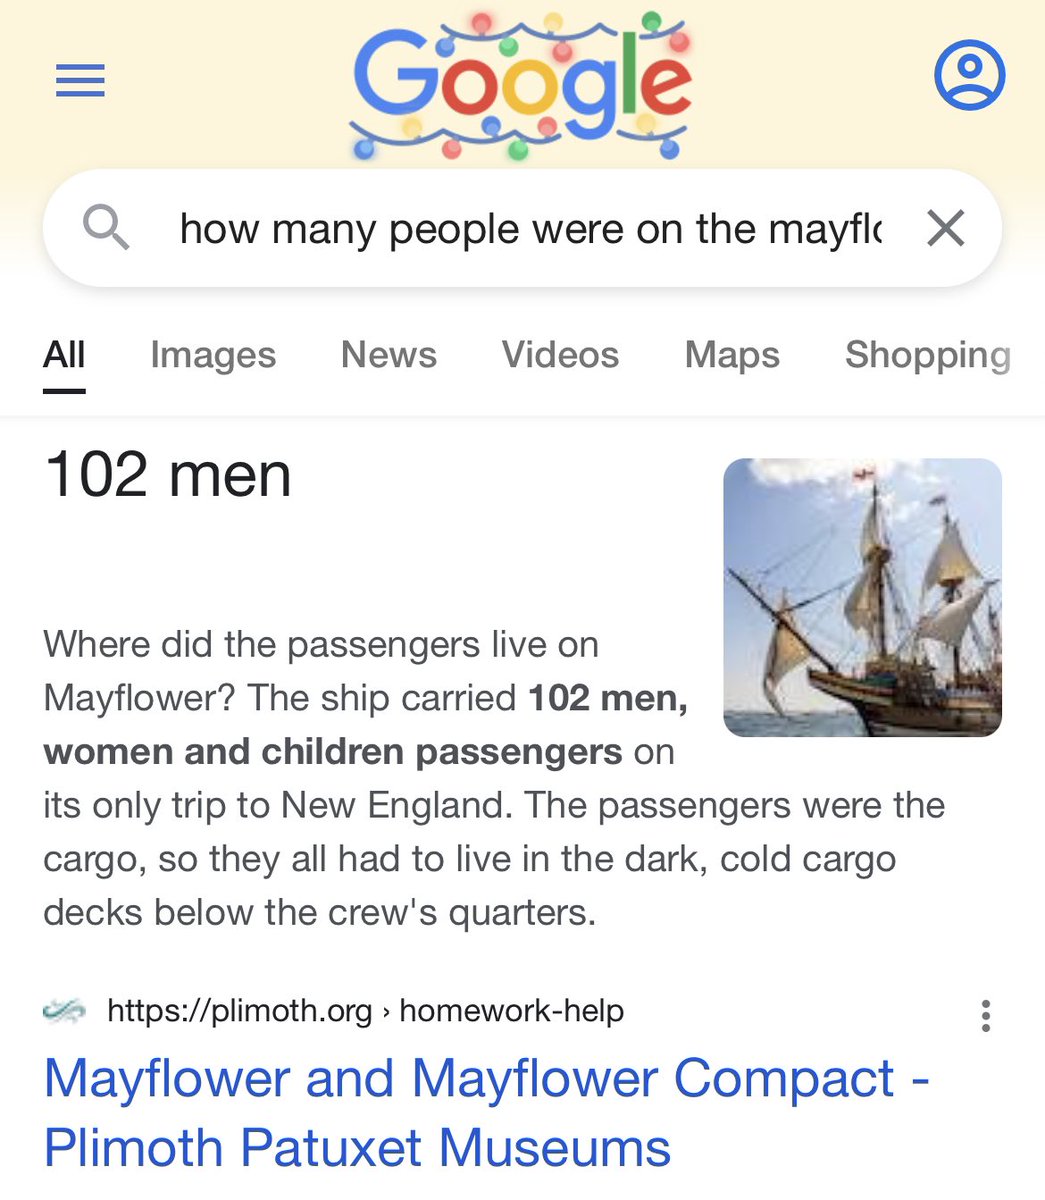 Google
how many people were on the mayflo
All Images News Videos Maps Shopping
102 men
Where did the passengers live on
Mayflower? The ship carried 102 men,
women and children passengers on
its only trip to New England. The passengers were the
cargo, so they all had to live in the dark, cold cargo
decks below the crew's quarters.
https://plimoth.org › homework-help
Mayflower and Mayflower Compact -
Plimoth Patuxet Museums